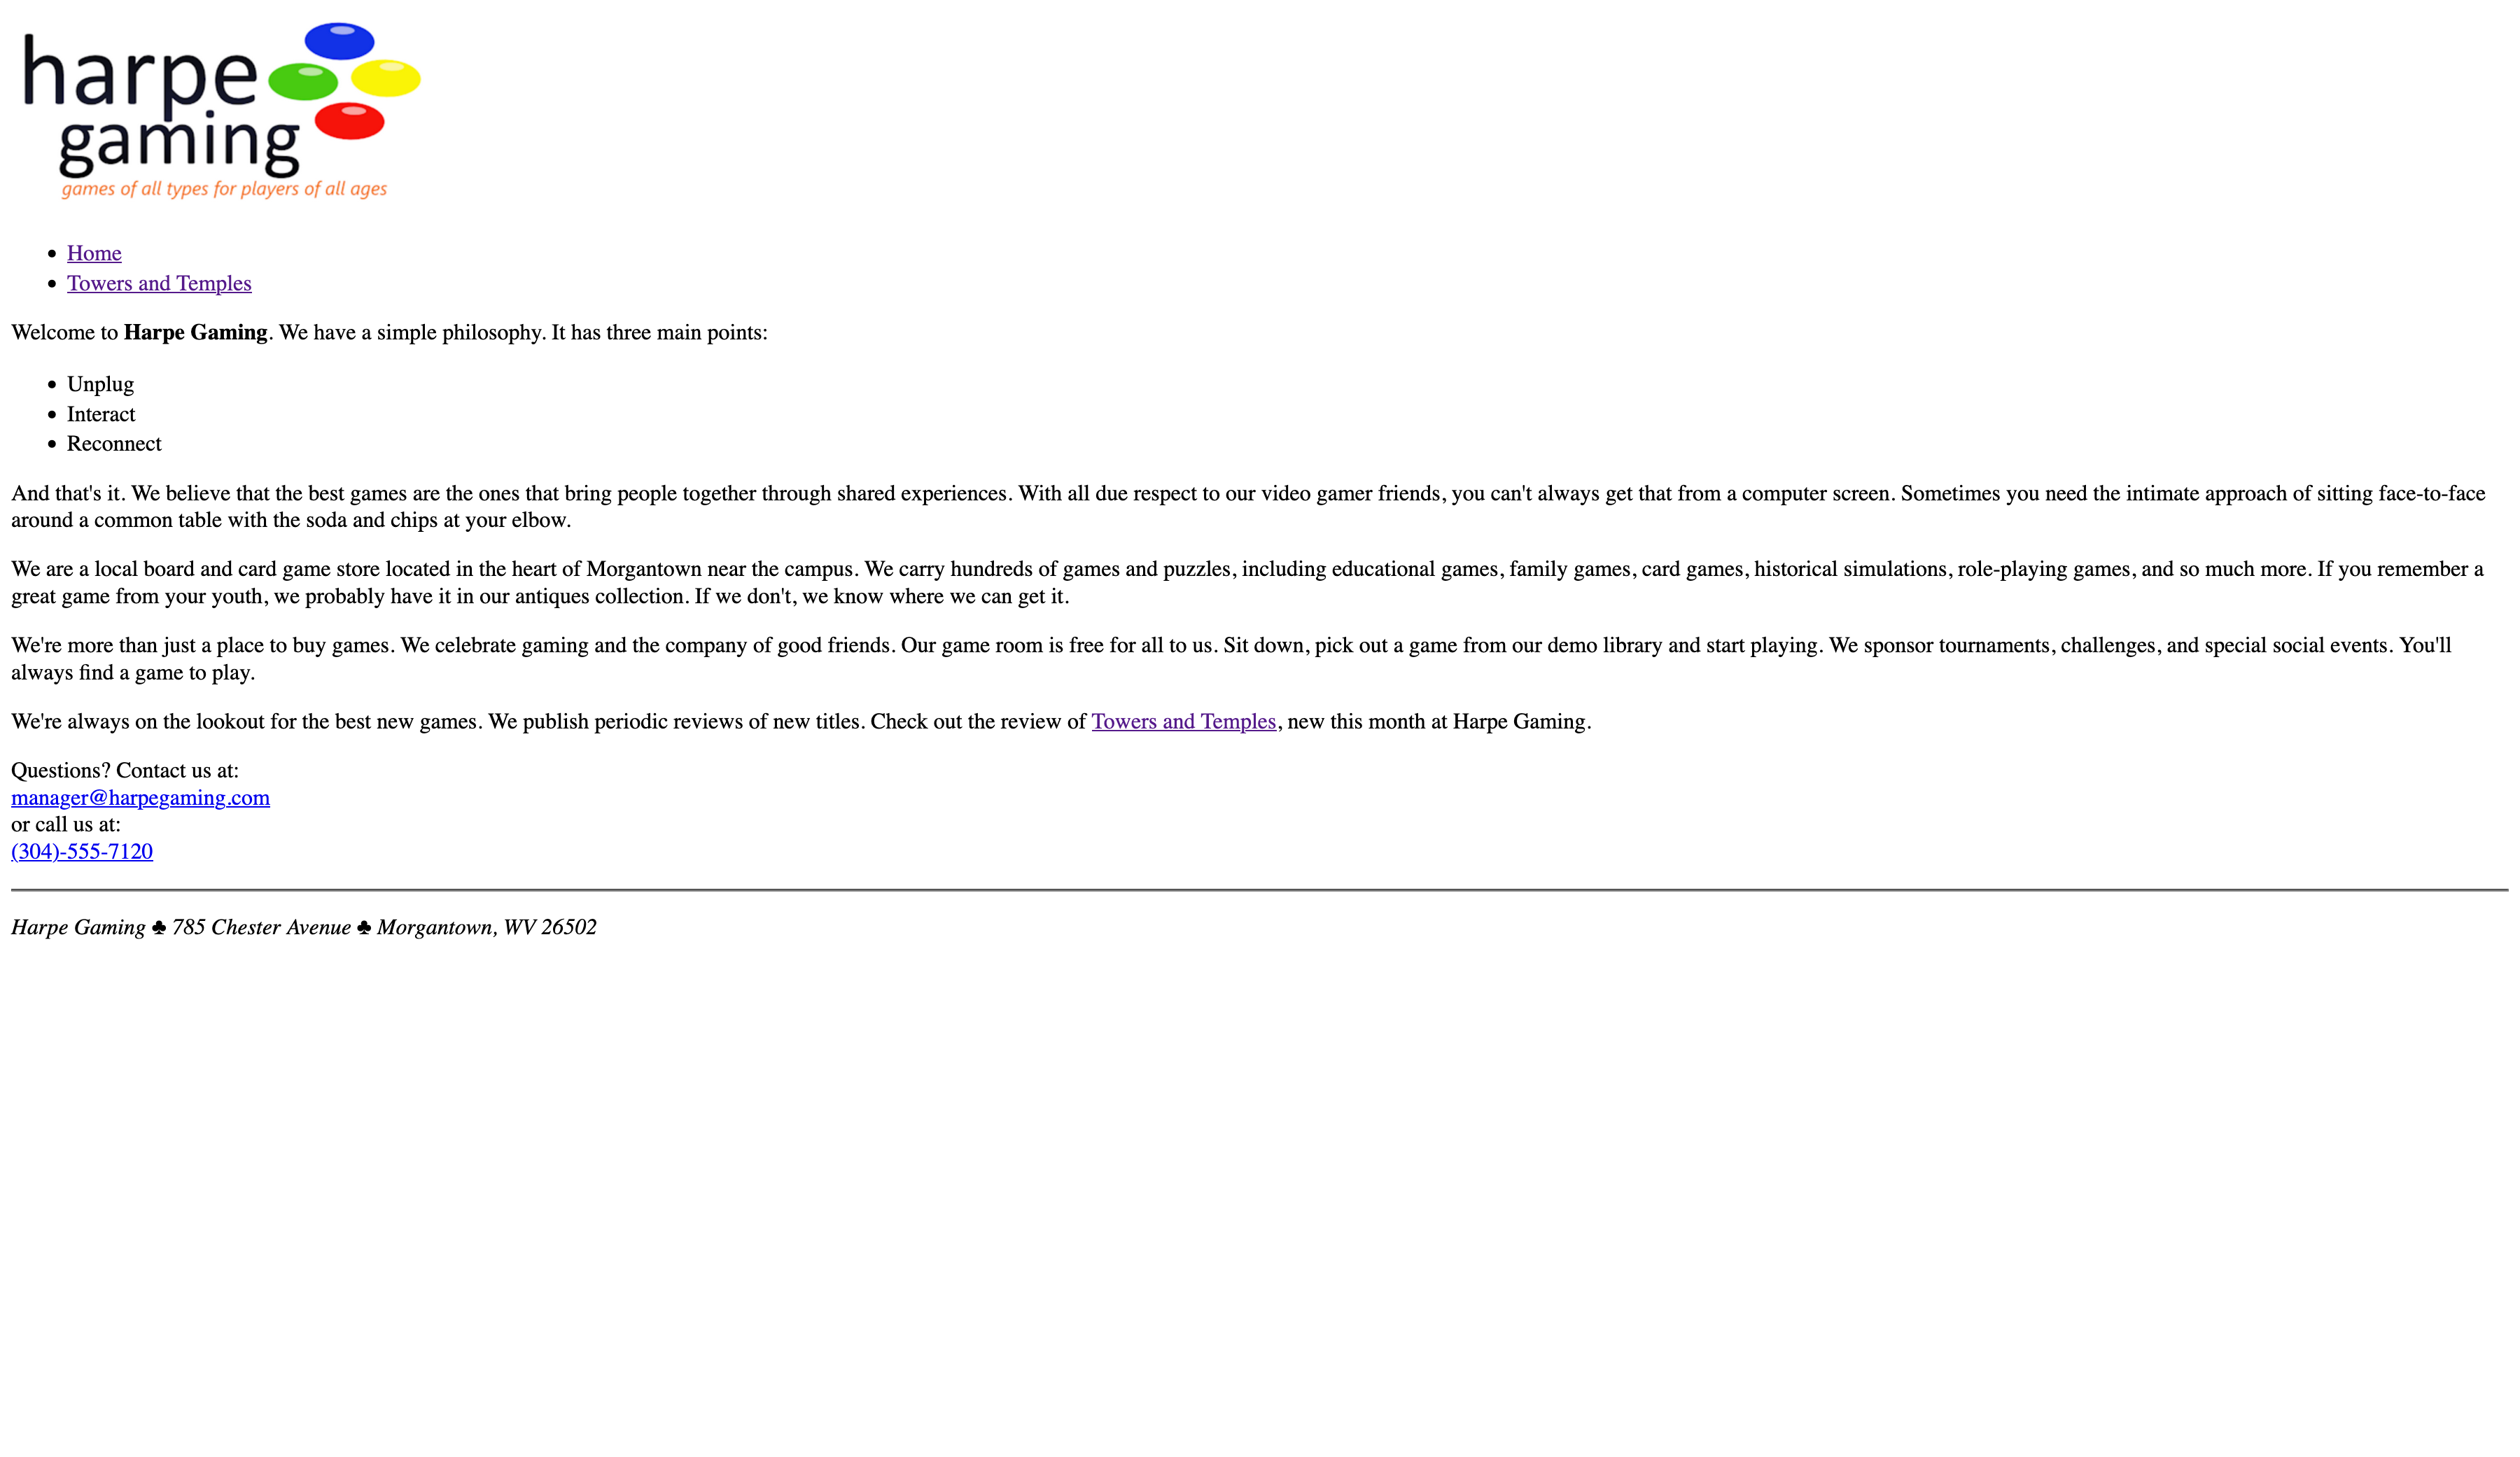 harpe
gaming
games of all types for players of all ages
Home
Towers and Temples
Welcome to Harpe Gaming. We have a simple philosophy. It has three main points:
Unplug
Interact
Reconnect
And that's it. We believe that the best games are the ones that bring people together through shared experiences. With all due respect to our video gamer friends, you can't always get that from a computer screen. Sometimes you need the intimate approach of sitting face-to-face
around a common table with the soda and chips at your elbow.
We are a local board and card game store located in the heart of Morgantown near the campus. We carry hundreds of games and puzzles, including educational games, family games, card games, historical simulations, role-playing games, and so much more. If you remember a
great game from your youth, we probably have it in our antiques collection. If we don't, we know where we can get it.
We're more than just a place to buy games. We celebrate gaming and the company of good friends. Our game room is free for all to us. Sit down, pick out a game from our demo library and start playing. We sponsor tournaments, challenges, and special social events. You'll
always find a game to play.
We're always on the lookout for the best new games. We publish periodic reviews of new titles. Check out the review of Towers and Temples, new this month at Harpe Gaming.
Questions? Contact us at:
manager@harpegaming.com
or call us at:
(304)-555-7120
Harpe Gaming ♣ 785 Chester Avenue ♣ Morgantown, WV 26502